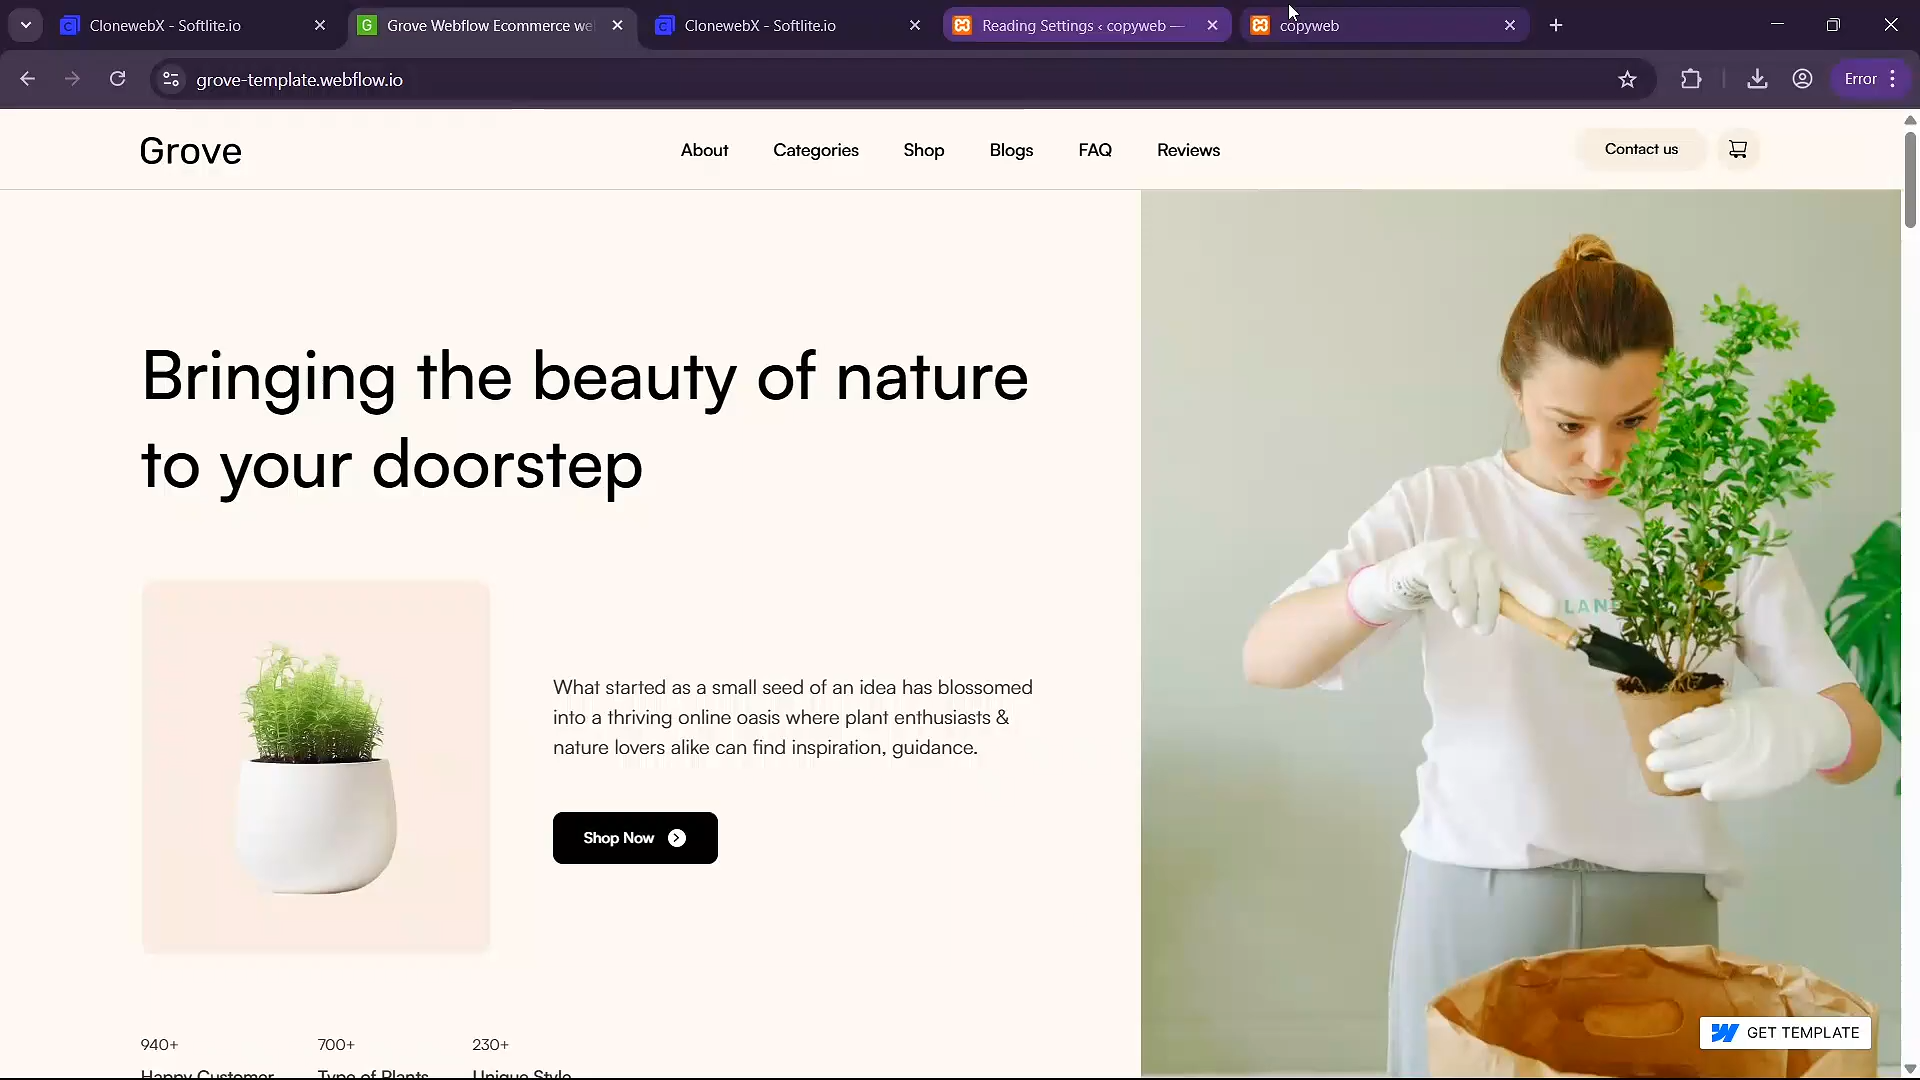 ClonewebX - Softlite.io
Grove Webflow Ecommerce we
ClonewebX - Softlite.io
Reading Settings ‹ copyweb —
copyweb
grove-template.webflow.io
Error
Grove
About
Categories
Shop
Blogs
FAQ
Reviews
Contact us
Bringing the beauty of nature
to your doorstep
What started as a small seed of an idea has blossomed
into a thriving online oasis where plant enthusiasts &
nature lovers alike can find inspiration, guidance.
Shop Now
LAN
940+
700+
230+
Happy Customer
Type of Plants
Unique Style
GET TEMPLATE